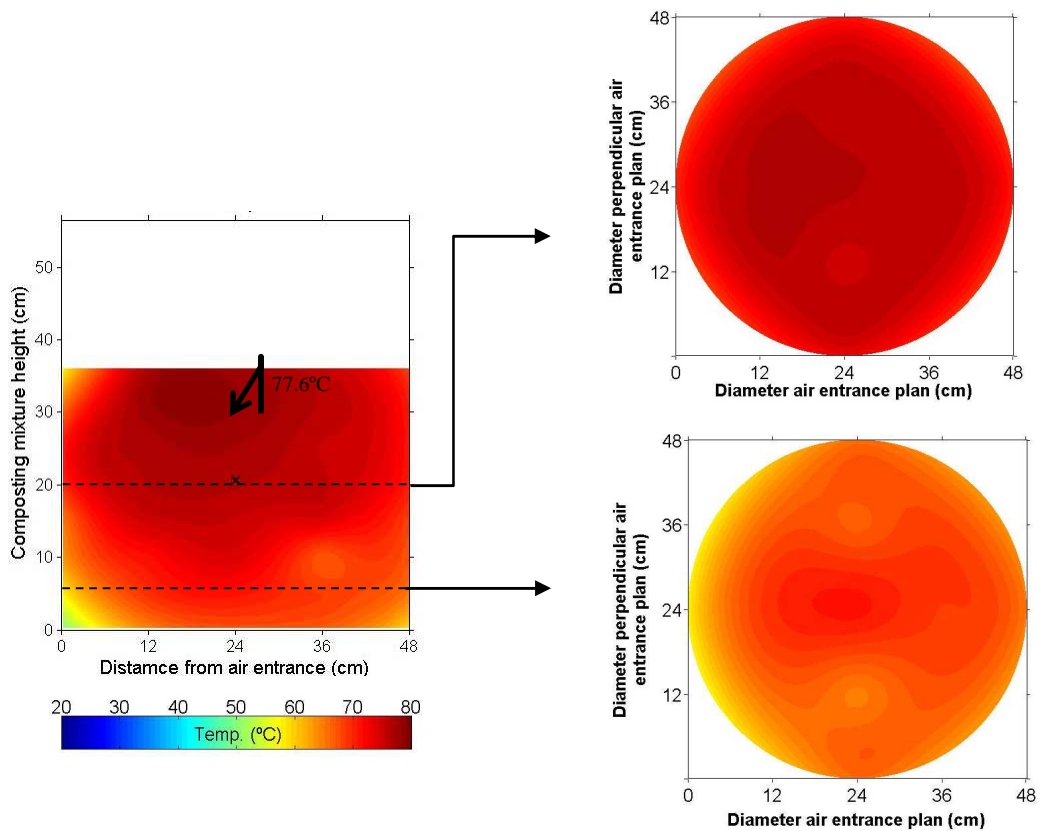 50
40
30
20
10
0
Composting mixture height (cm)
77.6ºC
0 12 24 36 48
Distamce from air entrance (cm)
20 30 40 50 60 70 80
Temp. (ºC)
48
36
24
12
Diameter perpendicular air
entrance plan (cm)
0 12 24 36 48
Diameter air entrance plan (cm)
48
36
24
12
Diameter perpendicular air
entrance plan (cm)
0 12 24 36 48
Diameter air entrance plan (cm)